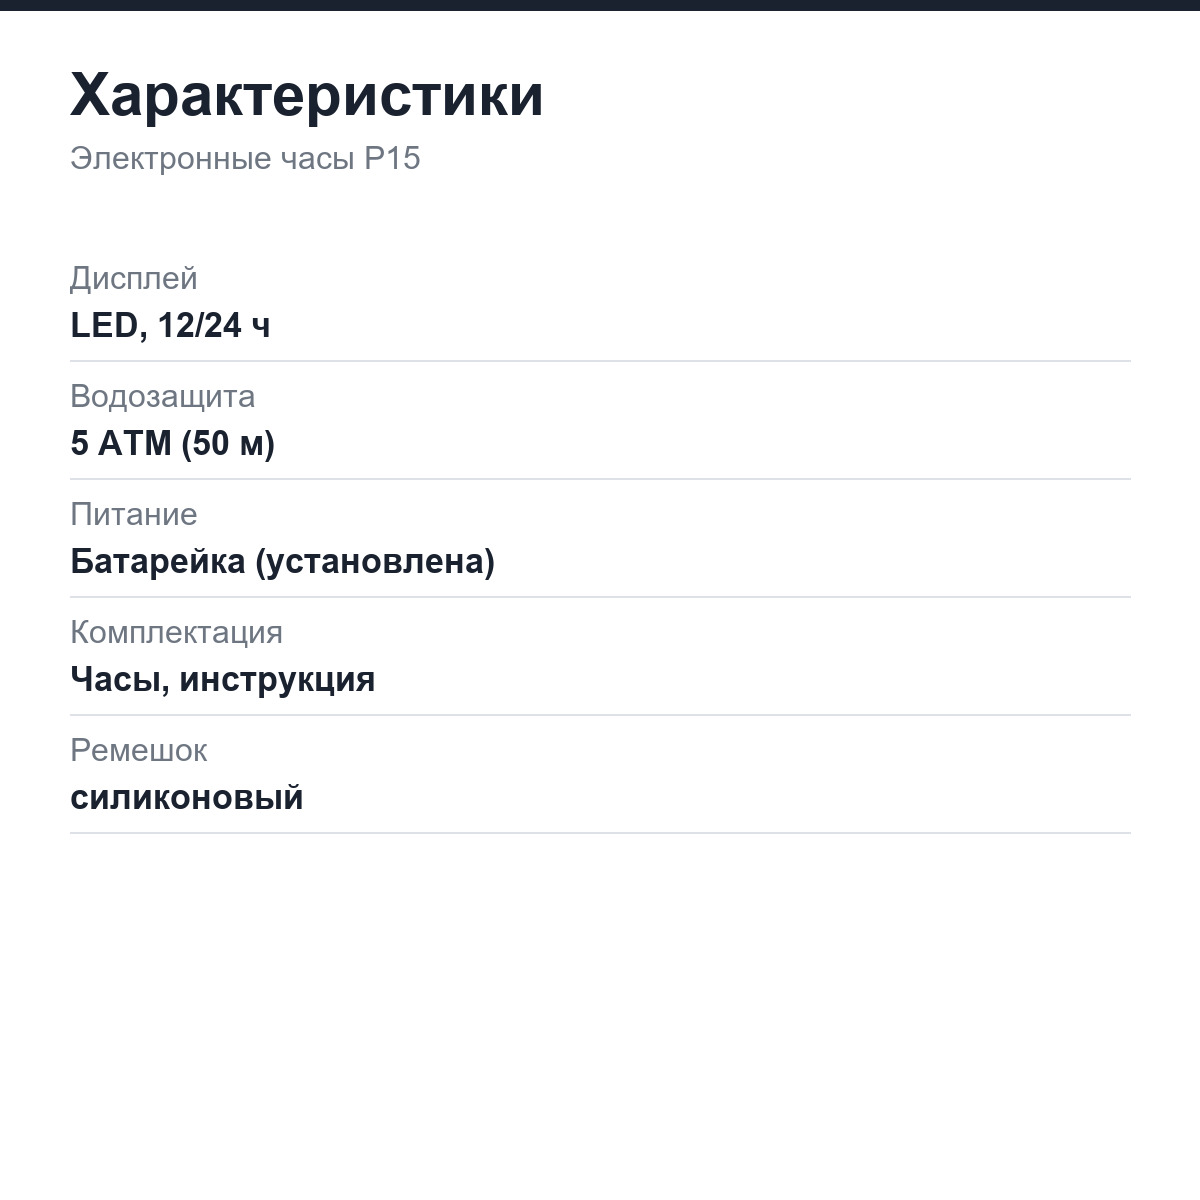 Характеристики
Электронные часы P15
Дисплей
LED, 12/24 ч
Водозащита
5 ATM (50 м)
Питание
Батарейка (установлена)
Комплектация
Часы, инструкция
Ремешок
силиконовый